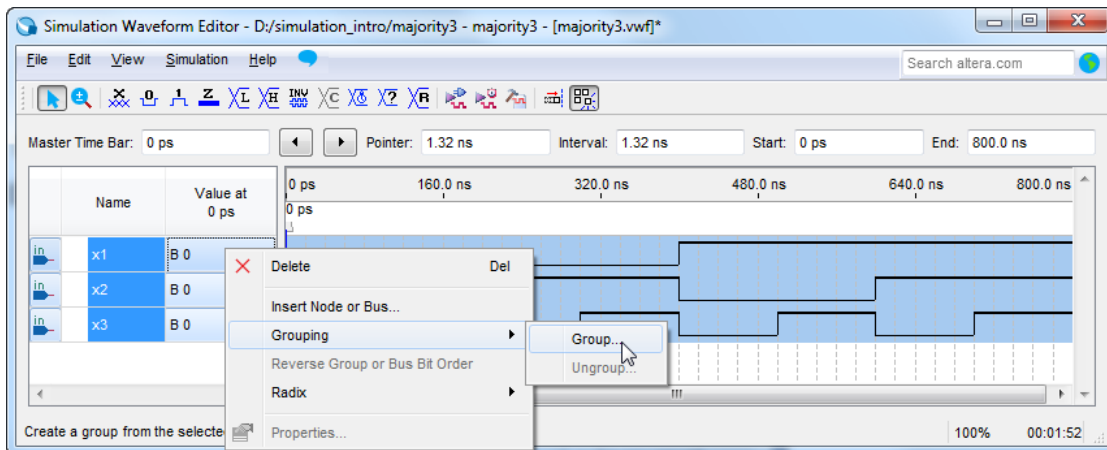 Simulation Waveform Editor - D:/simulation_intro/majority3 - majority3 - [majority3.vwf]*
File Edit View Simulation Help Search altera.com
Master Time Bar: 0 ps Pointer: 1.32 ns Interval: 1.32 ns Start: 0 ps End: 800.0 ns
Name Value at 0 ps
0 ps 160.0 ns 320.0 ns 480.0 ns 640.0 ns 800.0 ns
0 ps
in x1 B 0
in x2 B 0
in x3 B 0
Delete Del
Insert Node or Bus...
Grouping
Group...
Reverse Group or Bus Bit Order
Ungroup...
Radix
Properties...
Create a group from the selecte
100% 00:01:52